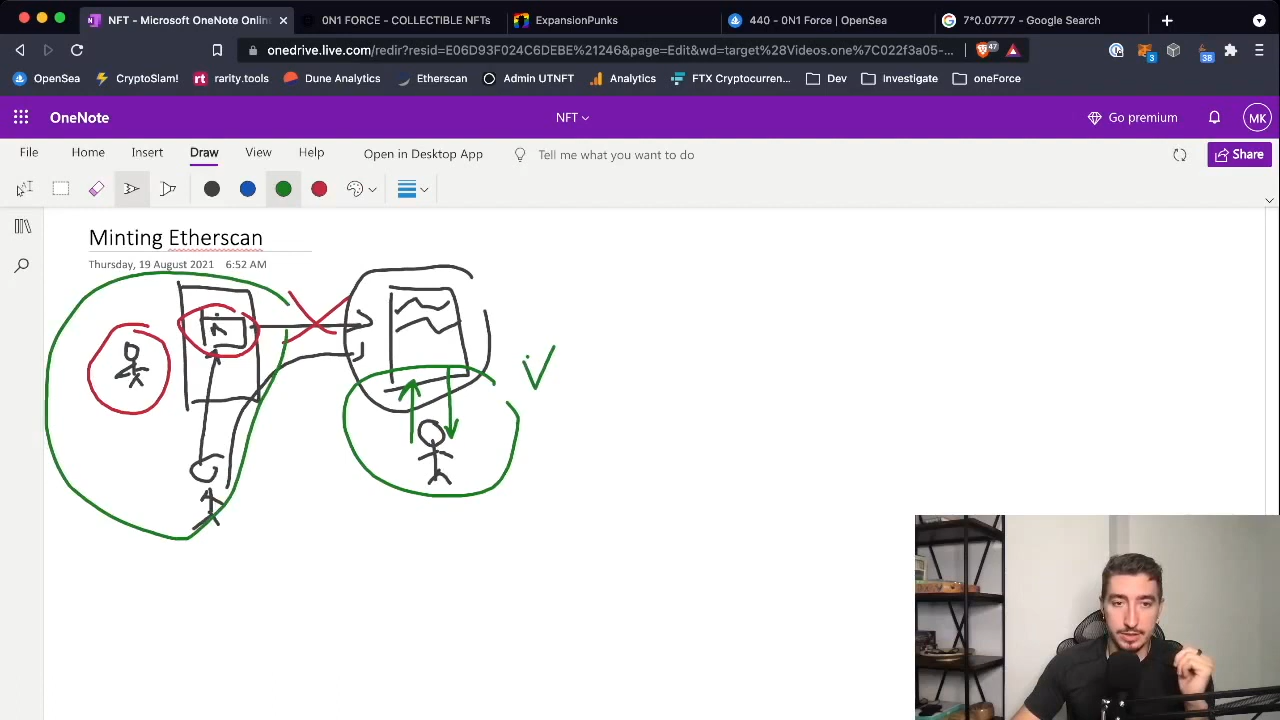 NFT - Microsoft OneNote Online
0N1 FORCE - COLLECTIBLE NFTs
ExpansionPunks
440 - 0N1 Force | OpenSea
7*0.07777 - Google Search
onedrive.live.com/redir?resid=E06D93F024C6DEBE%21246&page=Edit&wd=target%28Videos.one%7C022f3a05-...
47
3
38
OpenSea
CryptoSlam!
rt rarity.tools
Dune Analytics
Etherscan
Admin UTNFT
Analytics
FTX Cryptocurren...
Dev
Investigate
oneForce
OneNote
NFT
Go premium
MK
File
Home
Insert
Draw
View
Help
Open in Desktop App
Tell me what you want to do
Share
Minting Etherscan
Thursday, 19 August 2021 6:52 AM